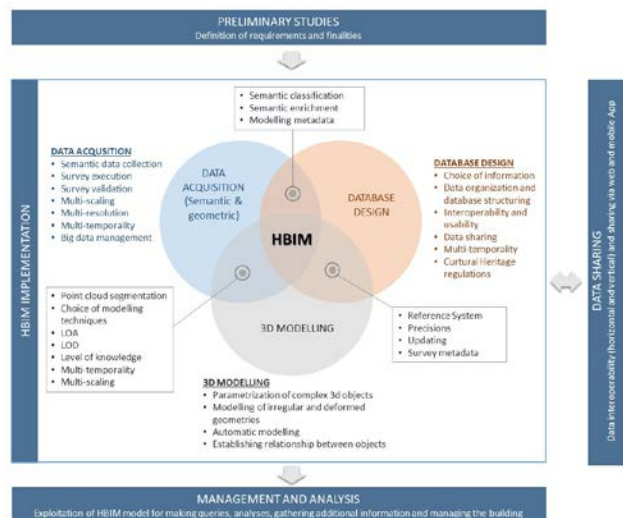 PRELIMINARY STUDIES
Definition of requirements and finalities
HBIM IMPLEMENTATION
• Semantic classification
• Semantic enrichment
• Modelling metadata
DATA ACQUSITION
• Semantic data collection
• Survey execution
• Survey validation
• Multi-scaling
• Multi-resolution
• Multi-temporality
• Big data management
DATA
ACQUISITION
(Semantic &
geometric)
DATABASE
DESIGN
HBIM
3D MODELLING
DATABASE DESIGN
• Choice of information
• Data organization and
database structuring
• Interoperability and
usability
• Data sharing
• Multi-temporality
• Curtural Heritage
regulations
• Point cloud segmentation
• Choice of modelling
techniques
• LOA
• LOD
• Level of knowledge
• Multi-temporality
• Multi-scaling
• Reference System
• Precisions
• Updating
• Survey metadata
3D MODELLING
• Parametrization of complex 3d objects
• Modelling of irregular and deformed
geometries
• Automatic modelling
• Establishing relationship between objects
DATA SHARING
Data interoperability (horizontal and vertical) and sharing via web and mobile App
MANAGEMENT AND ANALYSIS
Exploitation of HBIM model for making queries, analyses, gathering additional information and managing the building